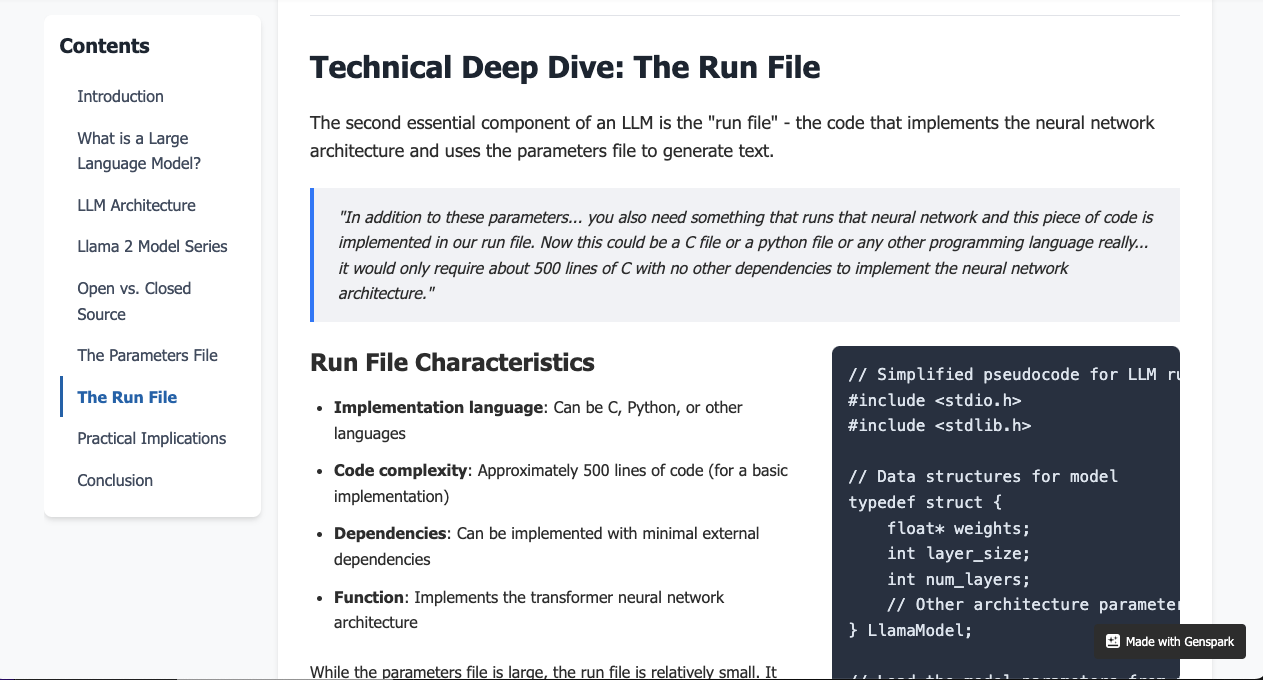 Contents
Introduction
What is a Large
Language Model?
LLM Architecture
Llama 2 Model Series
Open vs. Closed
Source
The Parameters File
The Run File
Practical Implications
Conclusion
Technical Deep Dive: The Run File
The second essential component of an LLM is the "run file" - the code that implements the neural network
architecture and uses the parameters file to generate text.
"In addition to these parameters... you also need something that runs that neural network and this piece of code is
implemented in our run file. Now this could be a C file or a python file or any other programming language really...
it would only require about 500 lines of C with no other dependencies to implement the neural network
architecture."
Run File Characteristics
• Implementation language: Can be C, Python, or other
languages
• Code complexity: Approximately 500 lines of code (for a basic
implementation)
• Dependencies: Can be implemented with minimal external
dependencies
• Function: Implements the transformer neural network
architecture
While the parameters file is large, the run file is relatively small. It
// Simplified pseudocode for LLM
#include <stdio.h>
#include <stdlib.h>
// Data structures for model
typedef struct {
    float* weights;
    int layer_size;
    int num_layers;
    // Other architecture
} LlamaModel;
// Load the model parameters from
Made with Genspark